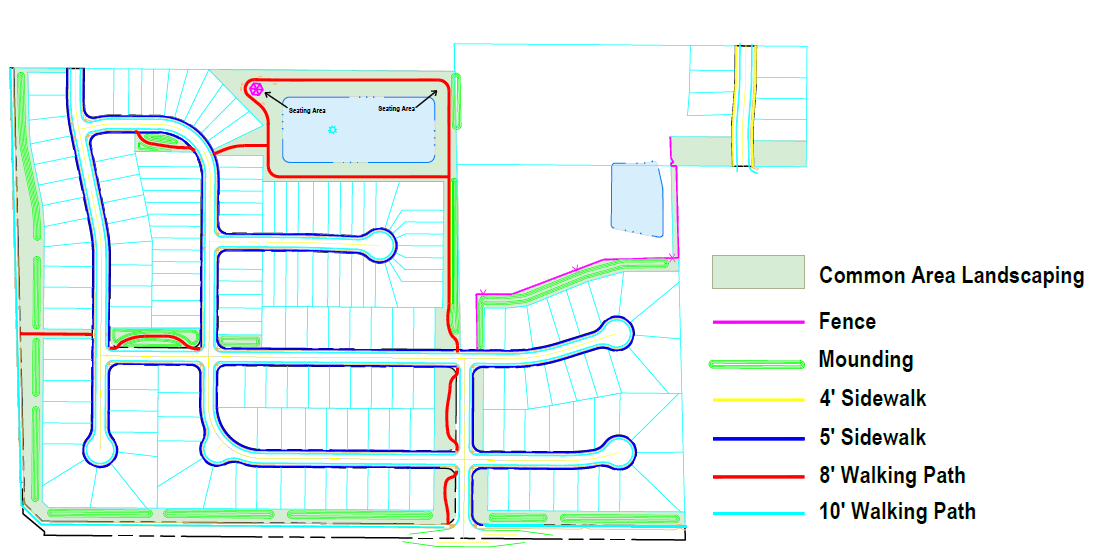 Seating Area
Seating Area
Common Area Landscaping
Fence
Mounding
4' Sidewalk
5' Sidewalk
8' Walking Path
10' Walking Path